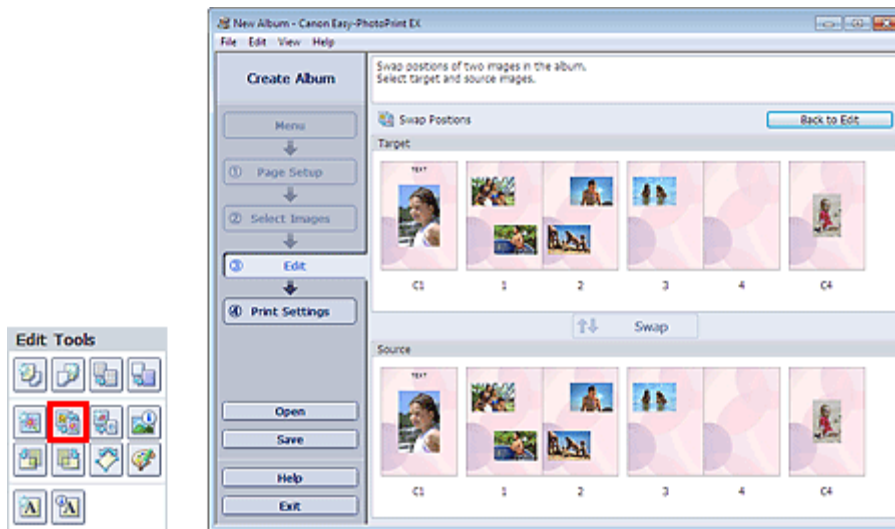 New Album - Canon Easy-PhotoPrint EX
File Edit View Help
Create Album
Menu
① Page Setup
② Select Images
③ Edit
④ Print Settings
Open
Save
Help
Exit
Swap positions of two images in the album.
Select target and source images.
Swap Positions
Back to Edit
Target
TEXT
C1 1 2 3 4 C4
Swap
Source
TEXT
C1 1 2 3 4 C4
Edit Tools
A A